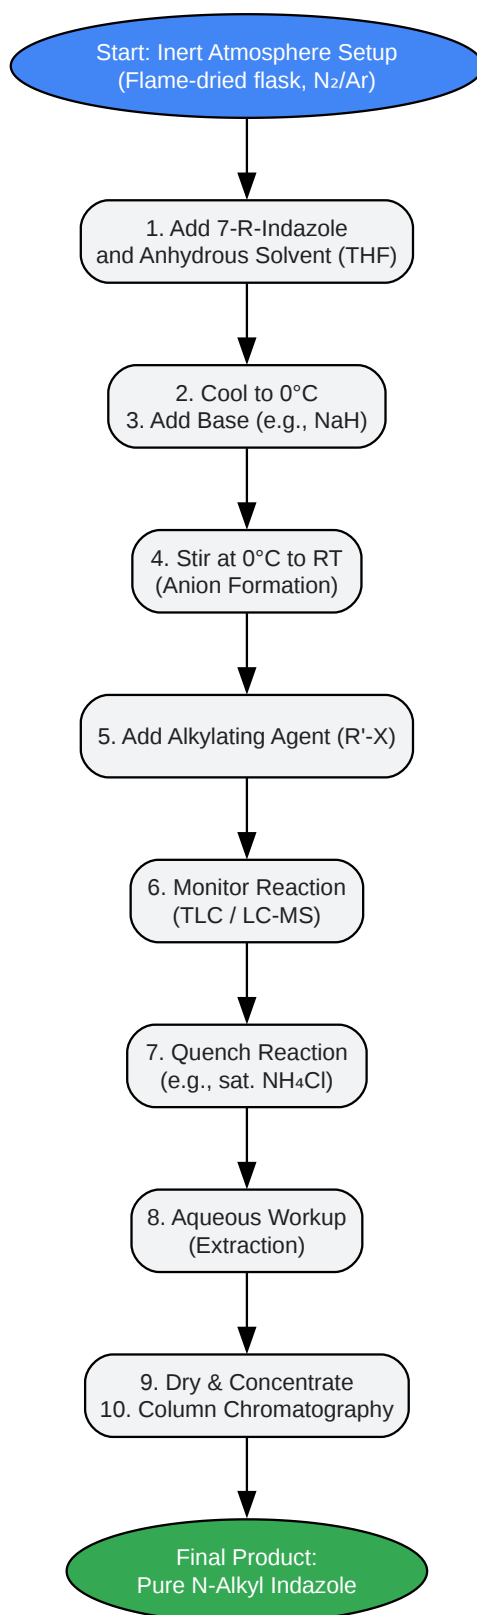 Start: Inert Atmosphere Setup
(Flame-dried flask, N₂/Ar)
1. Add 7-R-Indazole
and Anhydrous Solvent (THF)
2. Cool to 0°C
3. Add Base (e.g., NaH)
4. Stir at 0°C to RT
(Anion Formation)
5. Add Alkylating Agent (R'-X)
6. Monitor Reaction
(TLC / LC-MS)
7. Quench Reaction
(e.g., sat. NH₄Cl)
8. Aqueous Workup
(Extraction)
9. Dry & Concentrate
10. Column Chromatography
Final Product:
Pure N-Alkyl Indazole